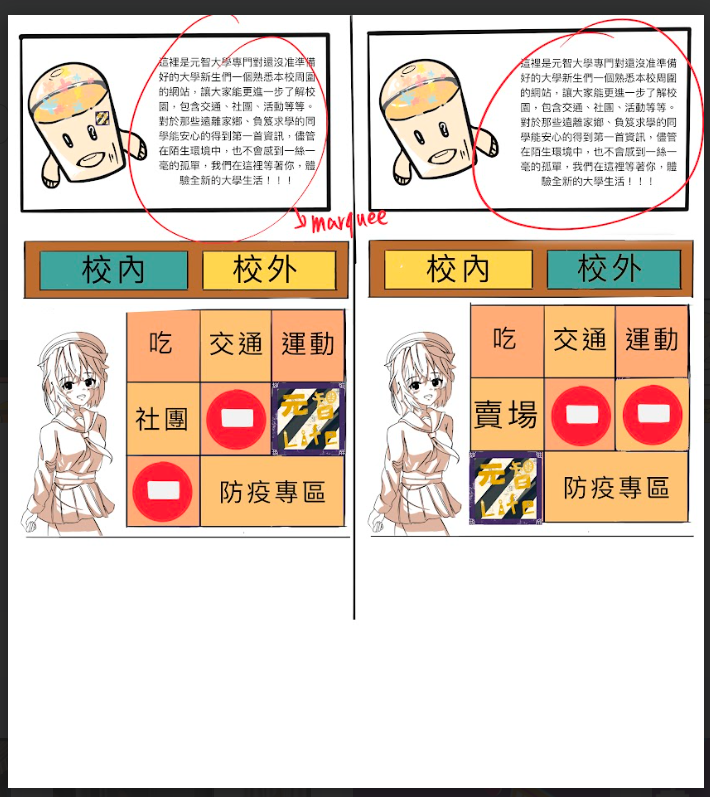 這裡是元智大學專門對還沒准準備
好的大學新生們一個熟悉本校周圍
的網站，讓大家能更進一步了解校
園，包含交通、社團、活動等等。
對於那些遠離家鄉、負笈求學的同
學能安心的得到第一首資訊，儘管
在陌生環境中，也不會感到一絲一
毫的孤單，我們在這裡等著你，體
驗全新的大學生活！！！
marquee
校內
校外
吃
交通
運動
社團
元智
Life
防疫專區
這裡是元智大學專門對還沒准準備
好的大學新生們一個熟悉本校周圍
的網站，讓大家能更進一步了解校
園，包含交通、社團、活動等等。
對於那些遠離家鄉、負笈求學的同
學能安心的得到第一首資訊，儘管
在陌生環境中，也不會感到一絲一
毫的孤單，我們在這裡等著你，體
驗全新的大學生活！！！
校內
校外
吃
交通
運動
賣場
元智
Life
防疫專區